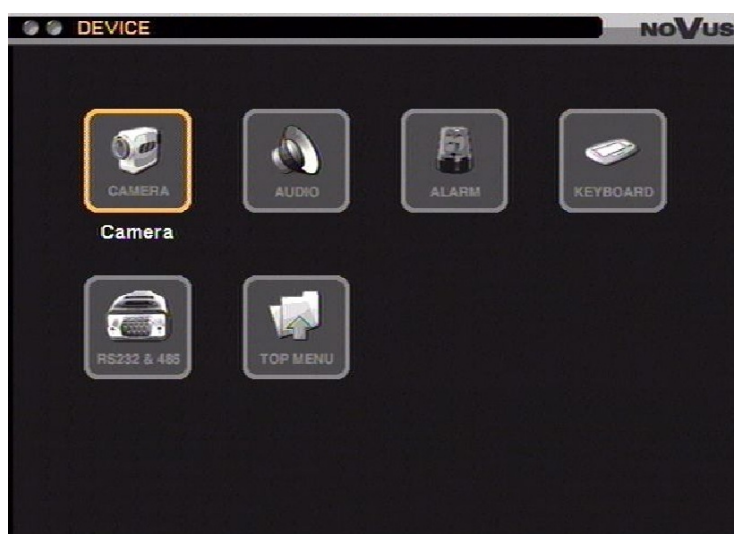 DEVICE
NOVUS
CAMERA
AUDIO
ALARM
KEYBOARD
Camera
RS232 & 485
TOP MENU